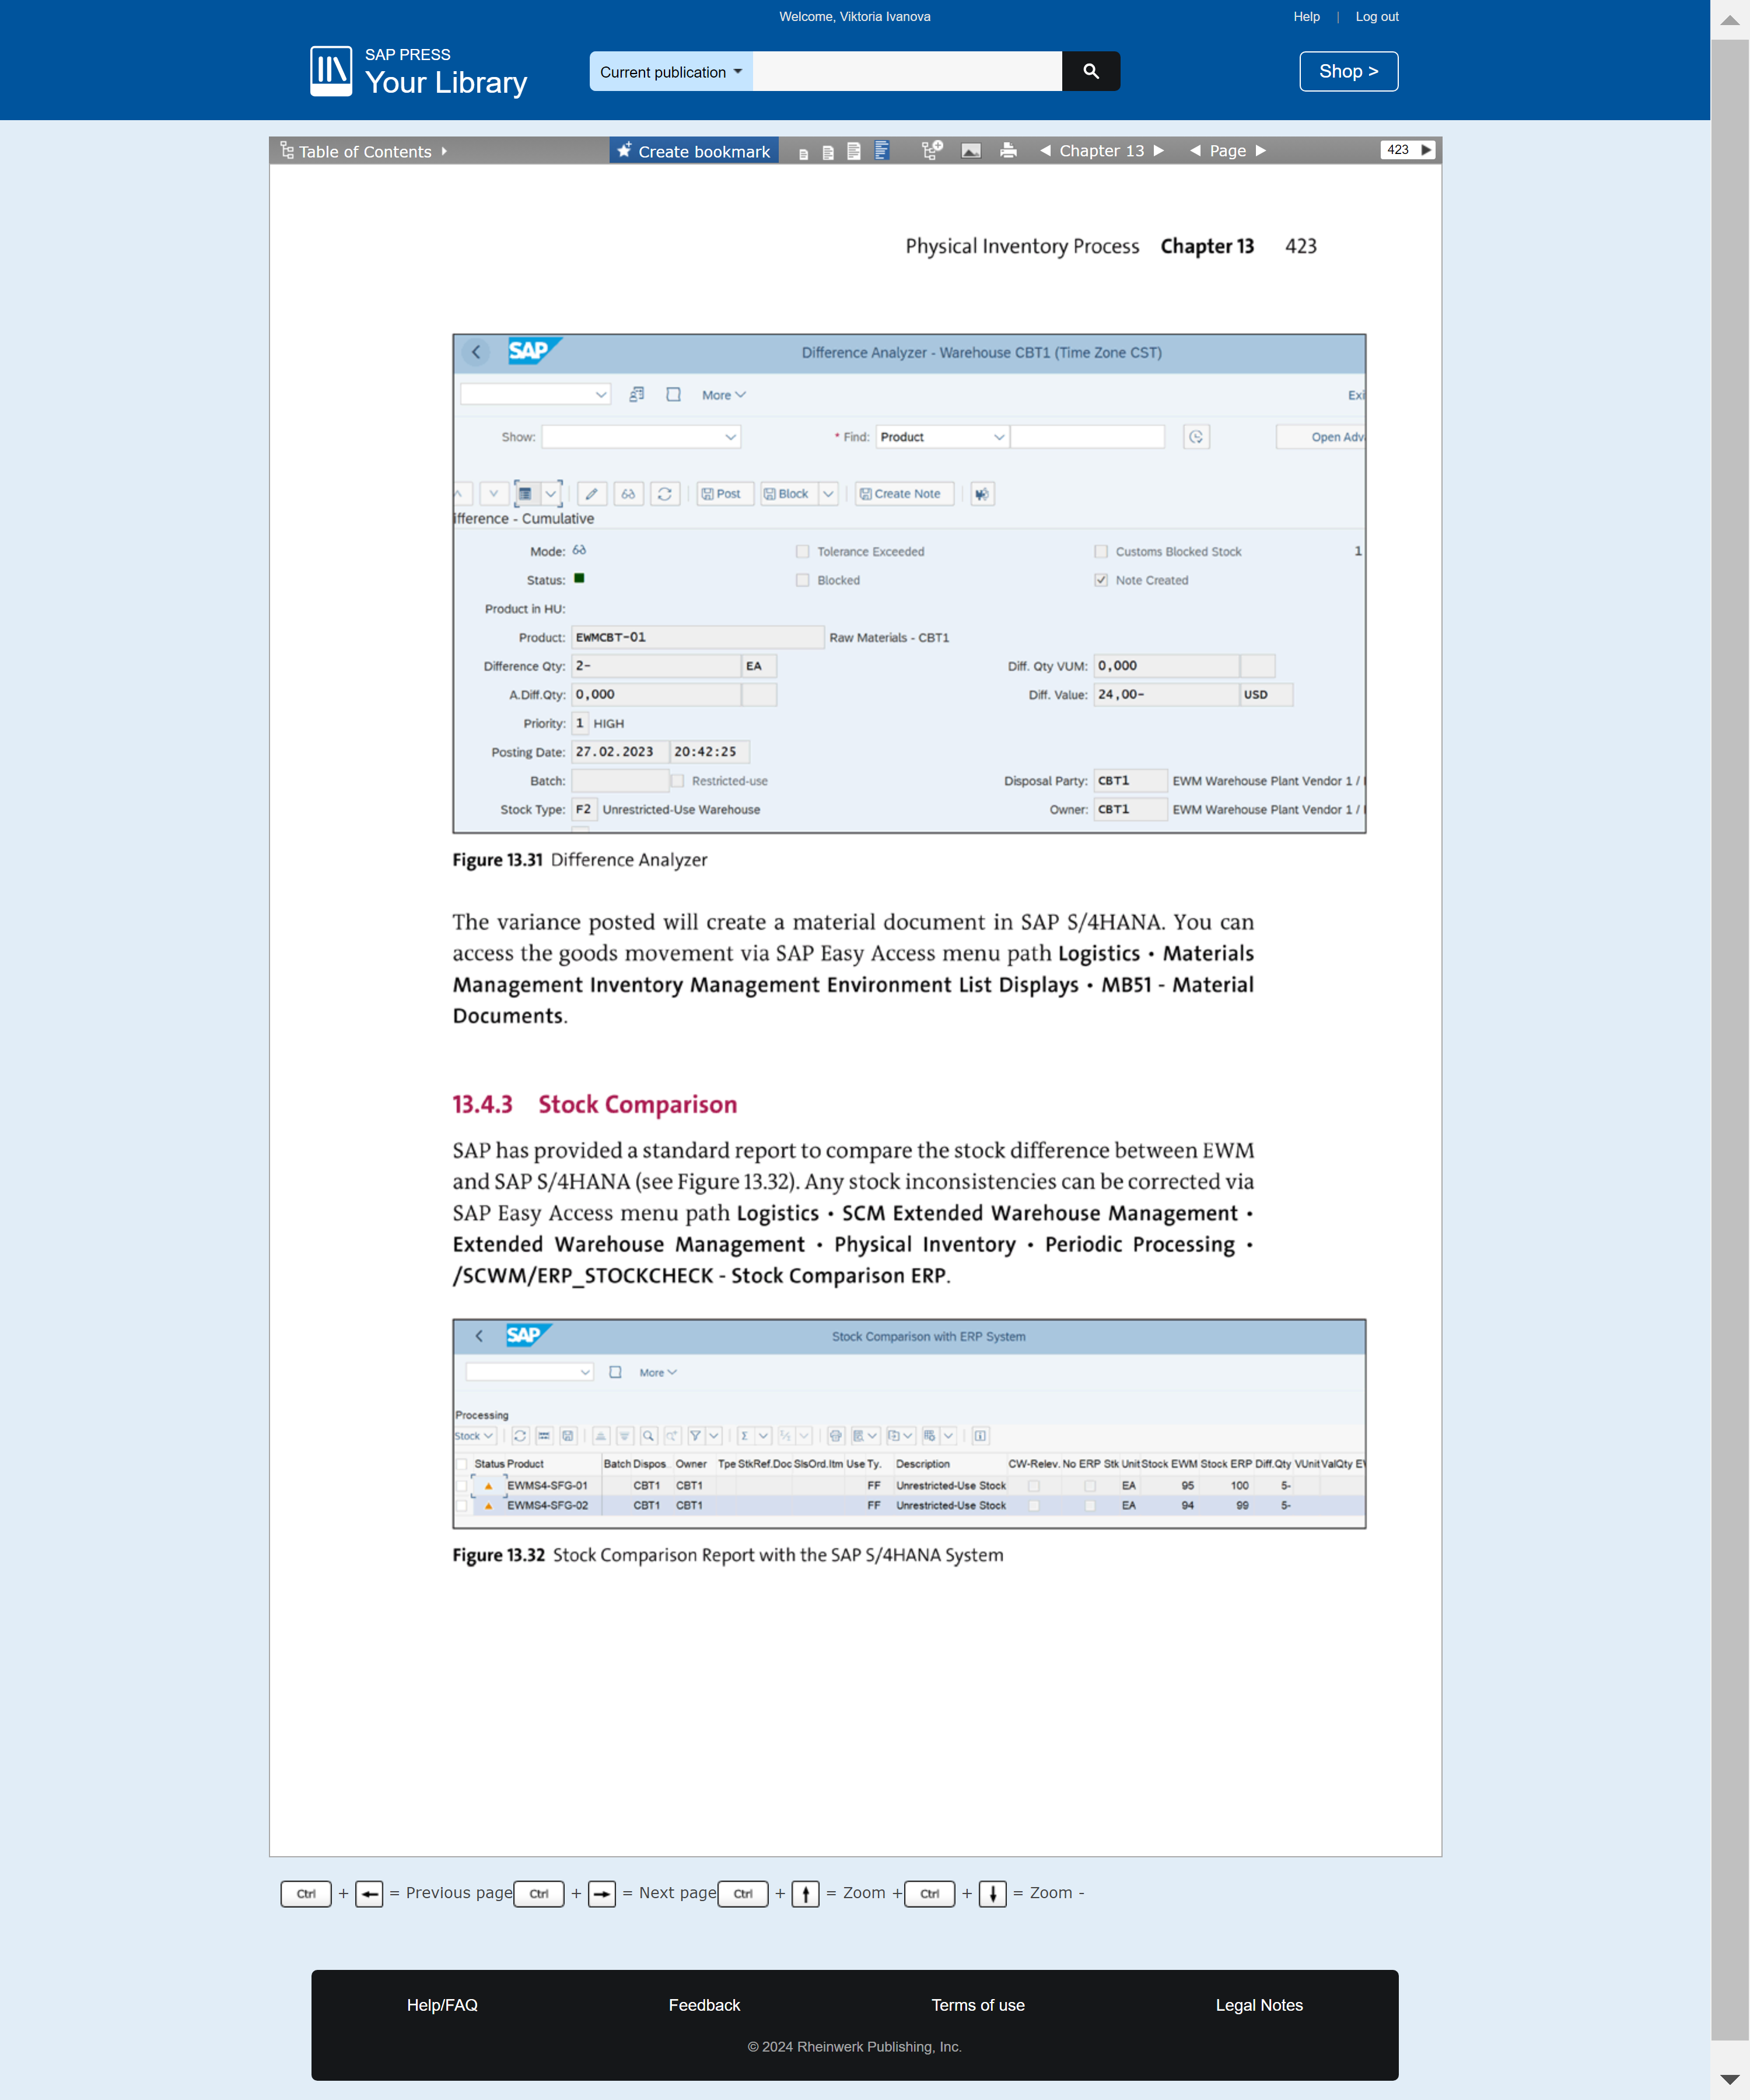 Welcome, Viktoria Ivanova
Help | Log out
SAP PRESS
Your Library
Current publication
Shop >
Table of Contents
Create bookmark
Chapter 13
Page
423
Physical Inventory Process Chapter 13 423
SAP
Difference Analyzer - Warehouse CBT1 (Time Zone CST)
More
Exi
Show:
* Find: Product
Open Adv
Post
Block
Create Note
ifference - Cumulative
Mode:
Tolerance Exceeded
Customs Blocked Stock
1
Status:
Blocked
Note Created
Product in HU:
Product: EWMCBT-01 Raw Materials - CBT1
Difference Qty: 2- EA
Diff. Qty VUM: 0,000
A.Diff.Qty: 0,000
Diff. Value: 24,00- USD
Priority: 1 HIGH
Posting Date: 27.02.2023 20:42:25
Batch: Restricted-use
Disposal Party: CBT1 EWM Warehouse Plant Vendor 1 /
Stock Type: F2 Unrestricted-Use Warehouse
Owner: CBT1 EWM Warehouse Plant Vendor 1 /
Figure 13.31 Difference Analyzer
The variance posted will create a material document in SAP S/4HANA. You can
access the goods movement via SAP Easy Access menu path Logistics • Materials
Management Inventory Management Environment List Displays • MB51 - Material
Documents.
13.4.3 Stock Comparison
SAP has provided a standard report to compare the stock difference between EWM
and SAP S/4HANA (see Figure 13.32). Any stock inconsistencies can be corrected via
SAP Easy Access menu path Logistics • SCM Extended Warehouse Management •
Extended Warehouse Management • Physical Inventory • Periodic Processing •
/SCWM/ERP_STOCKCHECK - Stock Comparison ERP.
SAP
Stock Comparison with ERP System
More
Processing
Stock
Status Product Batch Dispos. Owner Tpe StkRef.Doc SlsOrd.Itm Use Ty. Description CW-Relev. No ERP Stk Unit Stock EWM Stock ERP Diff.Qty VUnit ValQty EW
EWMS4-SFG-01 CBT1 CBT1 FF Unrestricted-Use Stock EA 95 100 5-
EWMS4-SFG-02 CBT1 CBT1 FF Unrestricted-Use Stock EA 94 99 5-
Figure 13.32 Stock Comparison Report with the SAP S/4HANA System
Ctrl + ← = Previous page Ctrl + → = Next page Ctrl + ↑ = Zoom + Ctrl + ↓ = Zoom -
Help/FAQ
Feedback
Terms of use
Legal Notes
© 2024 Rheinwerk Publishing, Inc.